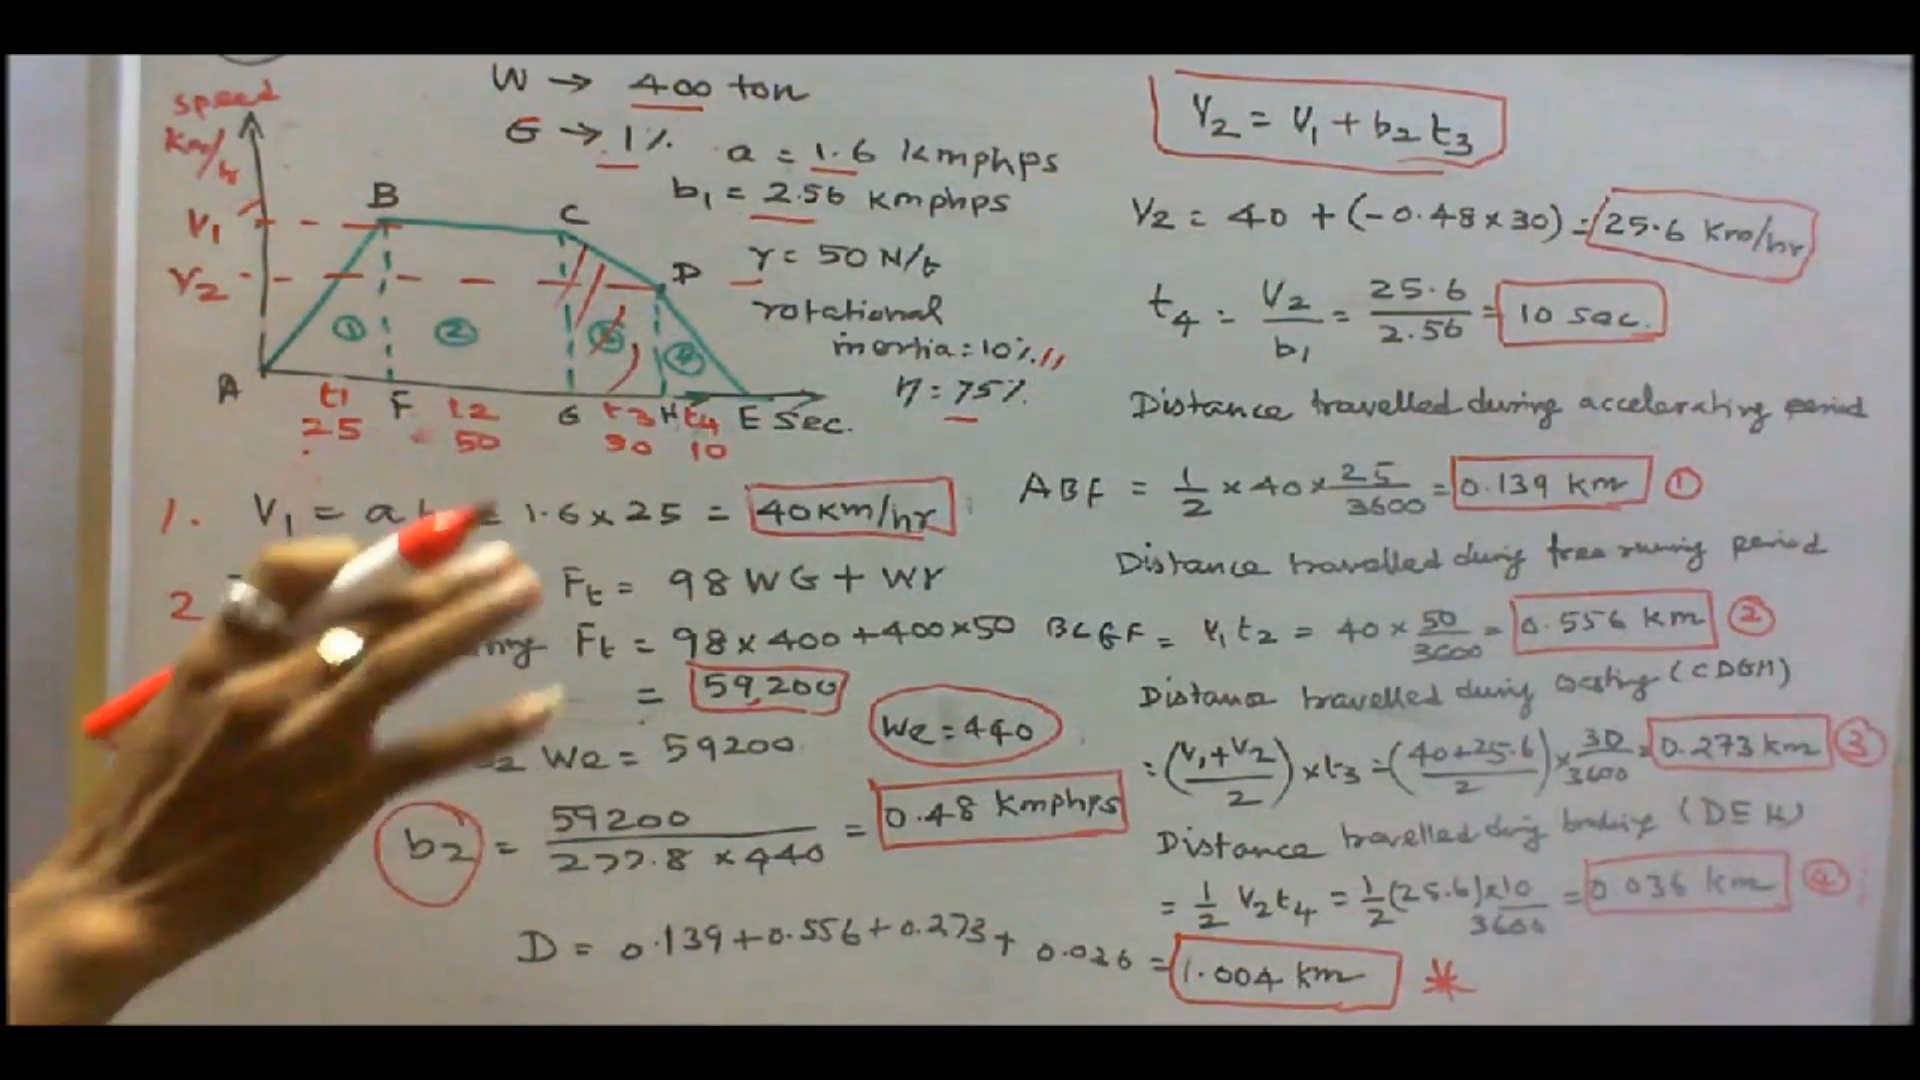 speed
Km/h
V1
V2
A
B
C
D
①
②
④
t1
F
t2
G
t3
H
t4
E
Sec.
25
50
30
10
W → 400 ton
G → 1%
a = 1.6 Kmphps
b1 = 2.56 Kmphps
r = 50 N/t
rotational
inertia = 10%
η = 75%
1. V1 = a = 1.6 × 25 = 40 Km/hr
2
Ft = 98 WG + Wr
Ft = 98 × 400 + 400 × 50
= 59,200
We = 440
We = 59200
b2 = 59200 / 277.8 × 440 = 0.48 Kmphps
D = 0.139 + 0.556 + 0.273 + 0.036 = 1.004 km
V2 = V1 + b2 t3
V2 = 40 + (-0.48 × 30) = 25.6 Km/hr
t4 = V2 / b1 = 25.6 / 2.56 = 10 sec.
Distance travelled during accelerating period
ABF = 1/2 × 40 × 25/3600 = 0.139 km ①
Distance travelled during free running period
BCGF = V1 t2 = 40 × 50/3600 = 0.556 km ②
Distance travelled during coasting (CDGH)
= (V1+V2 / 2) × t3 = (40+25.6 / 2) × 30/3600 = 0.273 km ③
Distance travelled during braking (DEH)
= 1/2 V2 t4 = 1/2 (25.6) × 10/3600 = 0.036 km ④